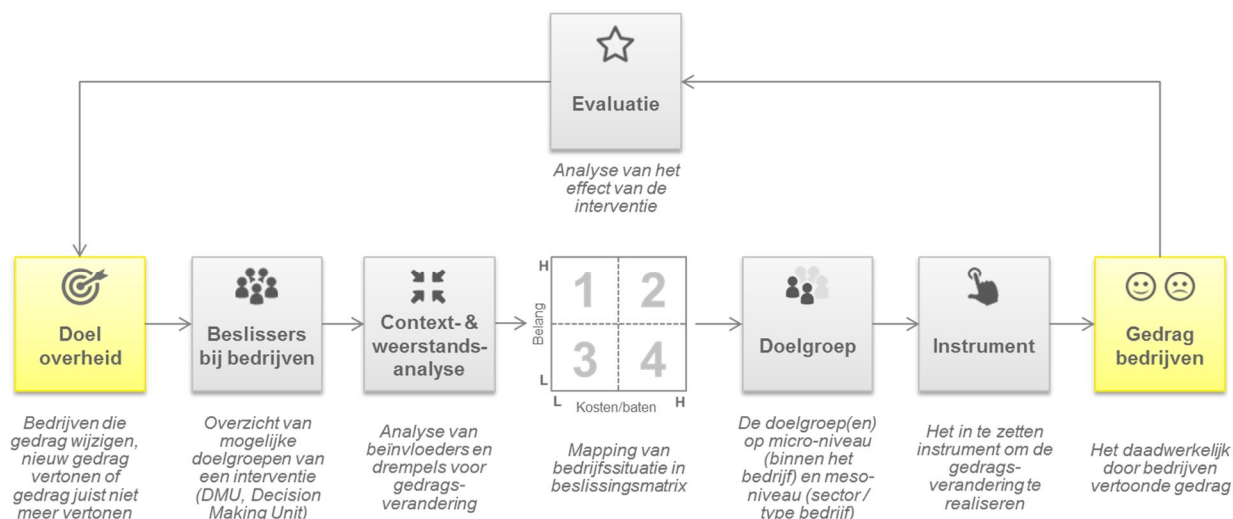 Evaluatie
Analyse van het
effect van de
interventie
Doel
overheid
Bedrijven die
gedrag wijzigen,
nieuw gedrag
vertonen of
gedrag juist niet
meer vertonen
Beslissers
bij bedrijven
Overzicht van
mogelijke
doelgroepen van
een interventie
(DMU, Decision
Making Unit)
Context- &
weerstands-
analyse
Analyse van
beïnvloeders en
drempels voor
gedrags-
verandering
H
Belang
L
1 2
3 4
L H
Kosten/baten
Mapping van
bedrijfssituatie in
beslissingsmatrix
Doelgroep
De doelgroep(en)
op micro-niveau
(binnen het
bedrijf) en meso-
niveau (sector /
type bedrijf)
Instrument
Het in te zetten
instrument om de
gedrags-
verandering te
realiseren
Gedrag
bedrijven
Het daadwerkelijk
door bedrijven
vertoonde gedrag